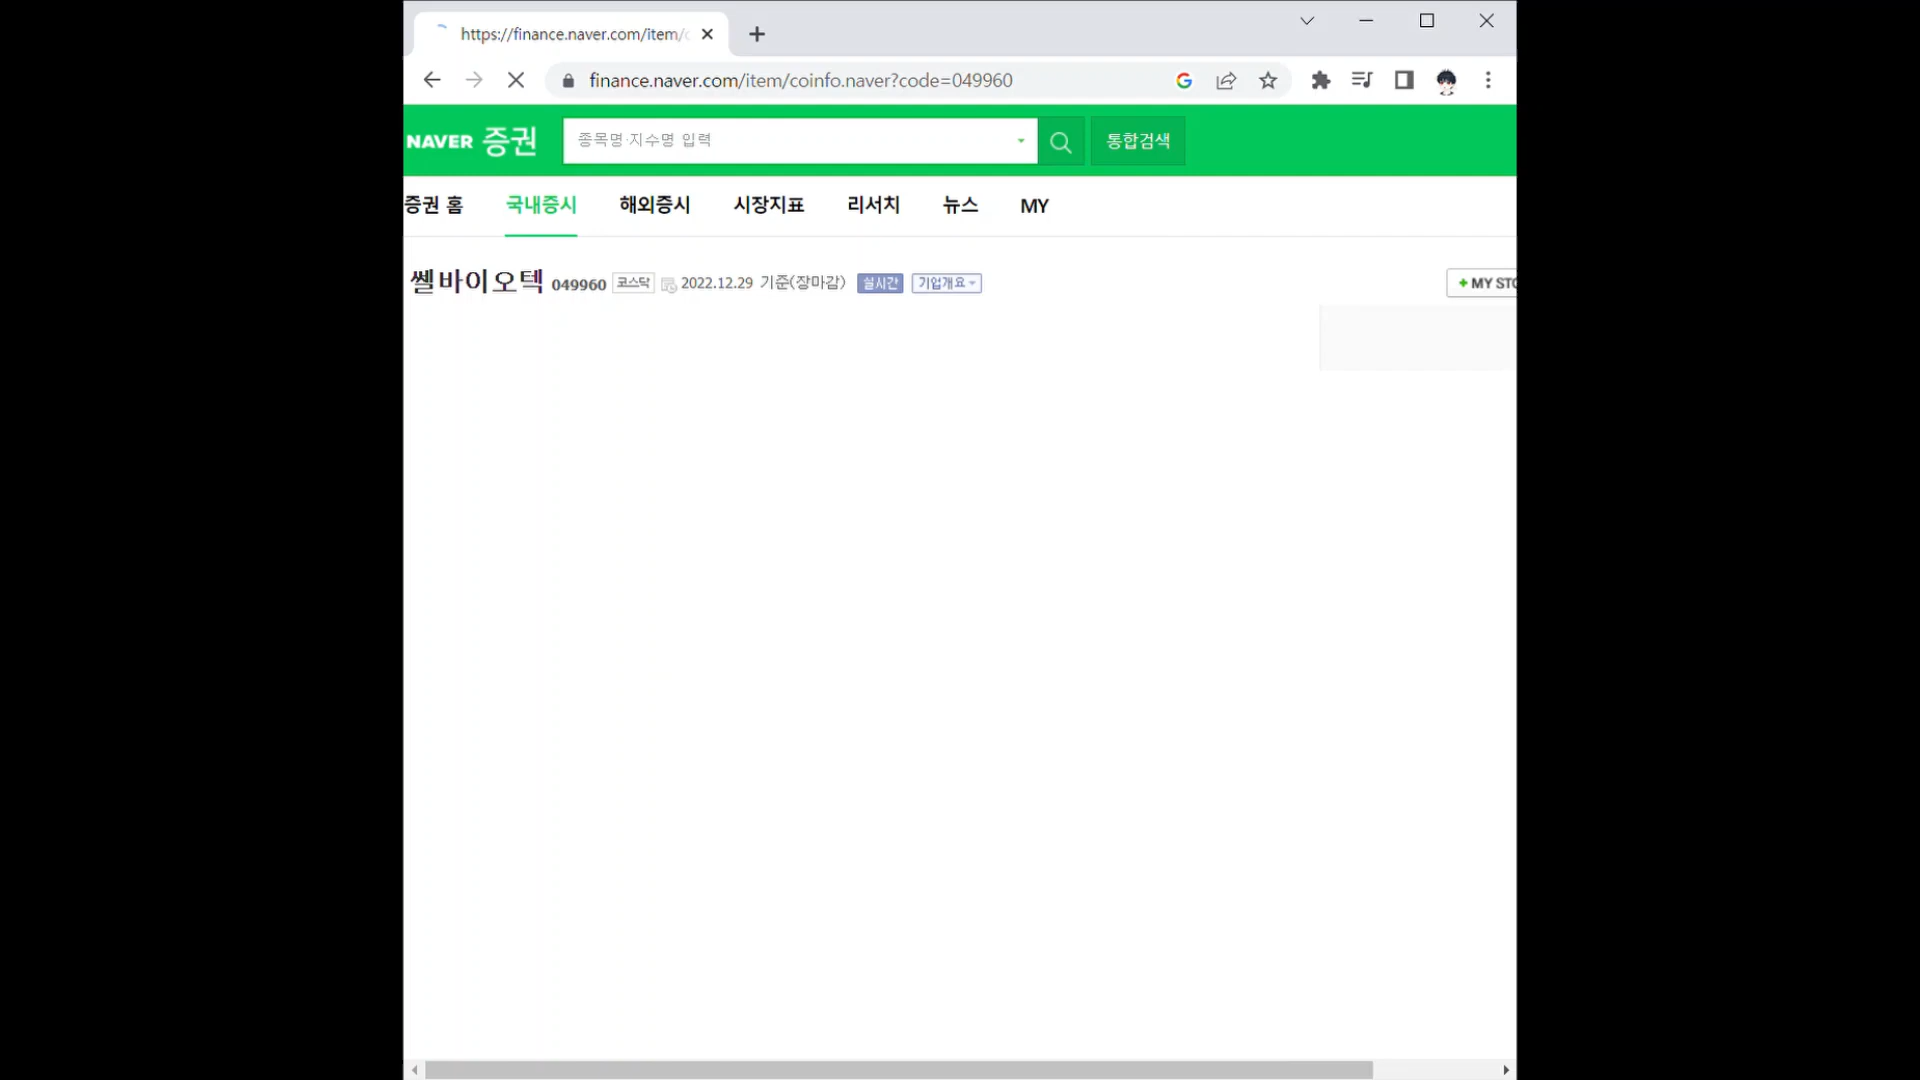 https://finance.naver.com/item/
finance.naver.com/item/coinfo.naver?code=049960
NAVER 증권
종목명·지수명 입력
통합검색
증권 홈 국내증시 해외증시 시장지표 리서치 뉴스 MY
쎌바이오텍 049960 코스닥 2022.12.29 기준(장마감) 실시간 기업개요
+ MY STO